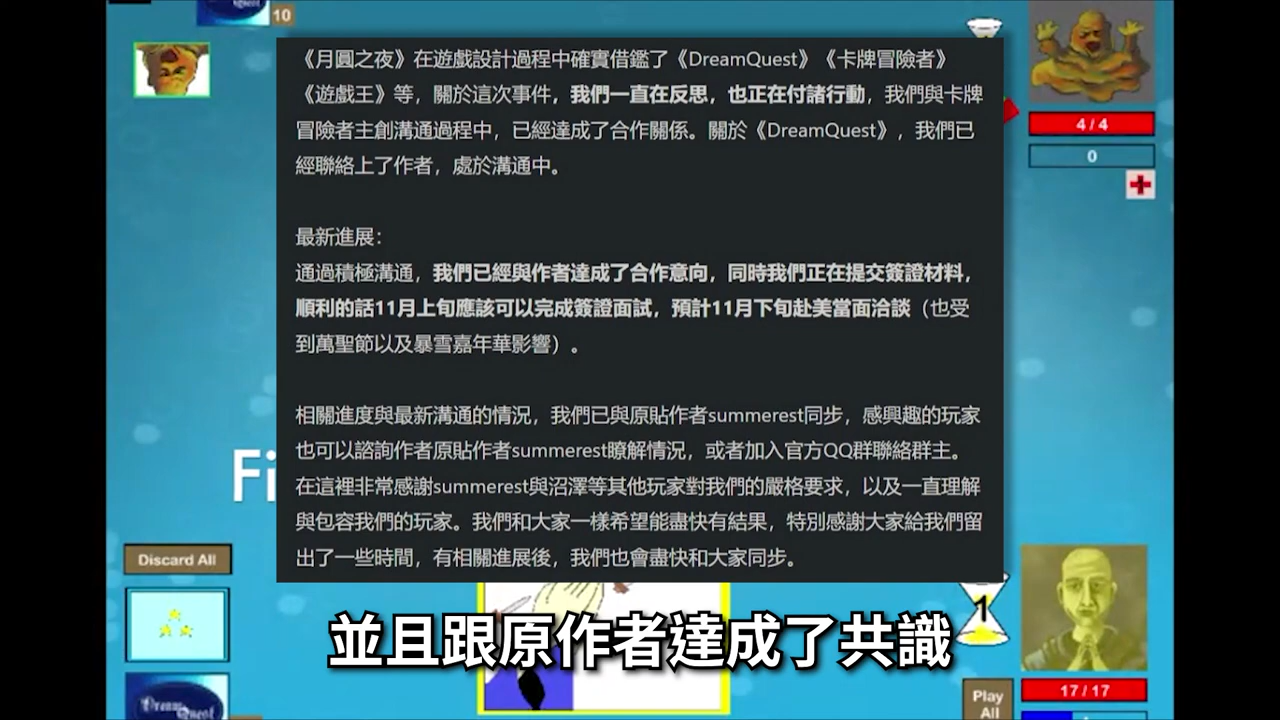 10
《月圓之夜》在遊戲設計過程中確實借鑑了《DreamQuest》《卡牌冒險者》
《遊戲王》等，關於這次事件，我們一直在反思，也正在付諸行動，我們與卡牌
冒險者主創溝通過程中，已經達成了合作關係。關於《DreamQuest》，我們已
經聯絡上了作者，處於溝通中。
最新進展：
通過積極溝通，我們已經與作者達成了合作意向，同時我們正在提交簽證材料，
順利的話11月上旬應該可以完成簽證面試，預計11月下旬赴美當面洽談（也受
到萬聖節以及暴雪嘉年華影響）。
相關進度與最新溝通的情況，我們已與原貼作者summerest同步，感興趣的玩家
也可以諮詢作者原貼作者summerest瞭解情況，或者加入官方QQ群聯絡群主。
在這裡非常感謝summerest與沼澤等其他玩家對我們的嚴格要求，以及一直理解
與包容我們的玩家。我們和大家一樣希望能盡快有結果，特別感謝大家給我們留
出了一些時間，有相關進展後，我們也會盡快和大家同步。
4 / 4
0
Fi
Discard All
Dream Quest
1
Play
All
17 / 17
並且跟原作者達成了共識